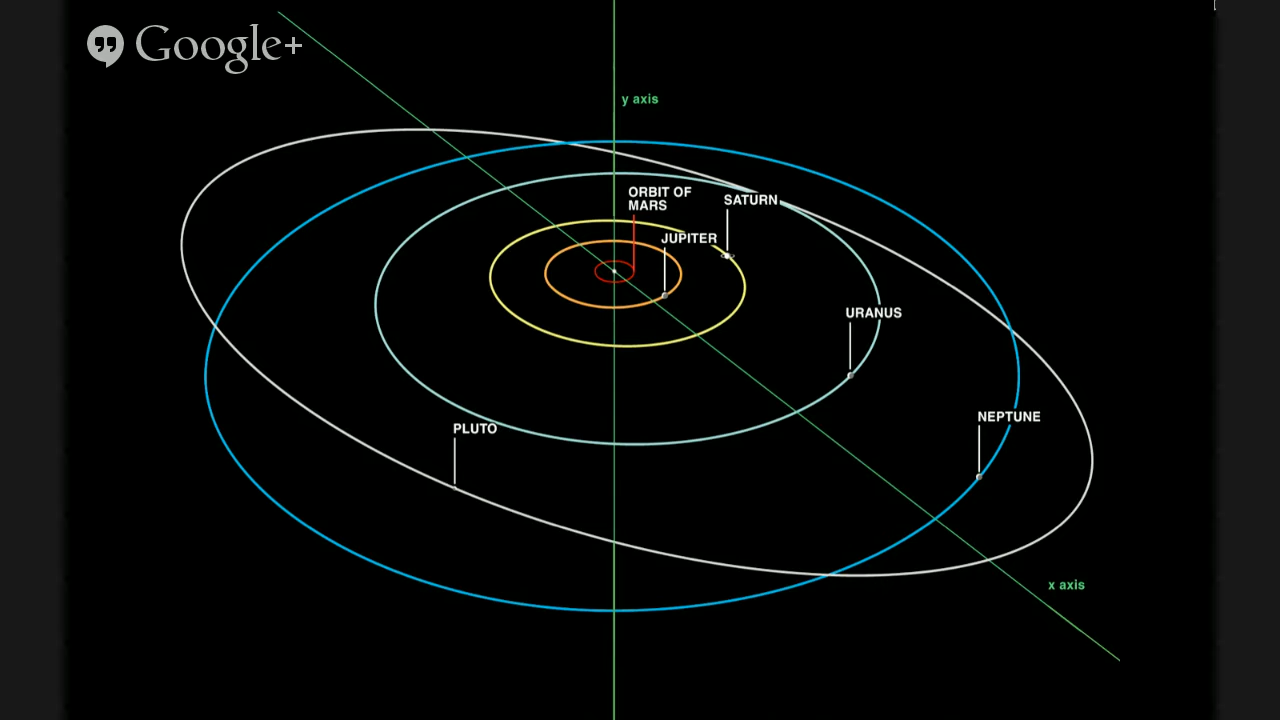 Google+
y axis
ORBIT OF
MARS
SATURN
JUPITER
URANUS
NEPTUNE
PLUTO
x axis